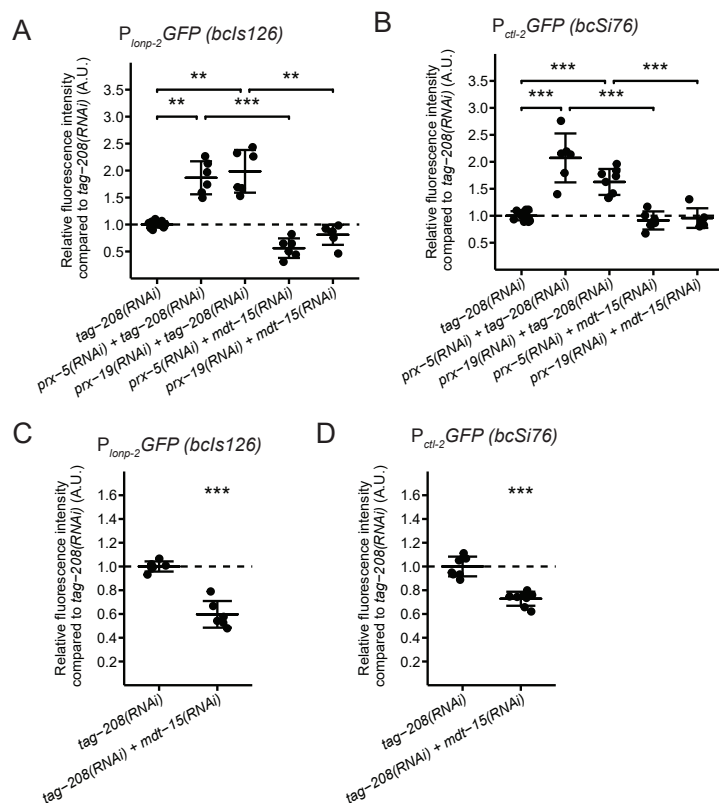 A
P_lonp-2GFP (bcIs126)
Relative fluorescence intensity
compared to tag−208(RNAi) (A.U.)
3.5
3.0
2.5
2.0
1.5
1.0
0.5
**
**
**
***
tag−208(RNAi)
prx−5(RNAi) + tag−208(RNAi)
prx−19(RNAi) + tag−208(RNAi)
prx−5(RNAi) + mdt−15(RNAi)
prx−19(RNAi) + mdt−15(RNAi)
B
P_ctl-2GFP (bcSi76)
Relative fluorescence intensity
compared to tag−208(RNAi) (A.U.)
3.5
3.0
2.5
2.0
1.5
1.0
0.5
***
***
***
***
tag−208(RNAi)
prx−5(RNAi) + tag−208(RNAi)
prx−19(RNAi) + tag−208(RNAi)
prx−5(RNAi) + mdt−15(RNAi)
prx−19(RNAi) + mdt−15(RNAi)
C
P_lonp-2GFP (bcIs126)
Relative fluorescence intensity
compared to tag−208(RNAi) (A.U.)
1.6
1.4
1.2
1.0
0.8
0.6
0.4
0.2
***
tag−208(RNAi)
tag−208(RNAi) + mdt−15(RNAi)
D
P_ctl-2GFP (bcSi76)
Relative fluorescence intensity
compared to tag−208(RNAi) (A.U.)
1.6
1.4
1.2
1.0
0.8
0.6
0.4
0.2
***
tag−208(RNAi)
tag−208(RNAi) + mdt−15(RNAi)